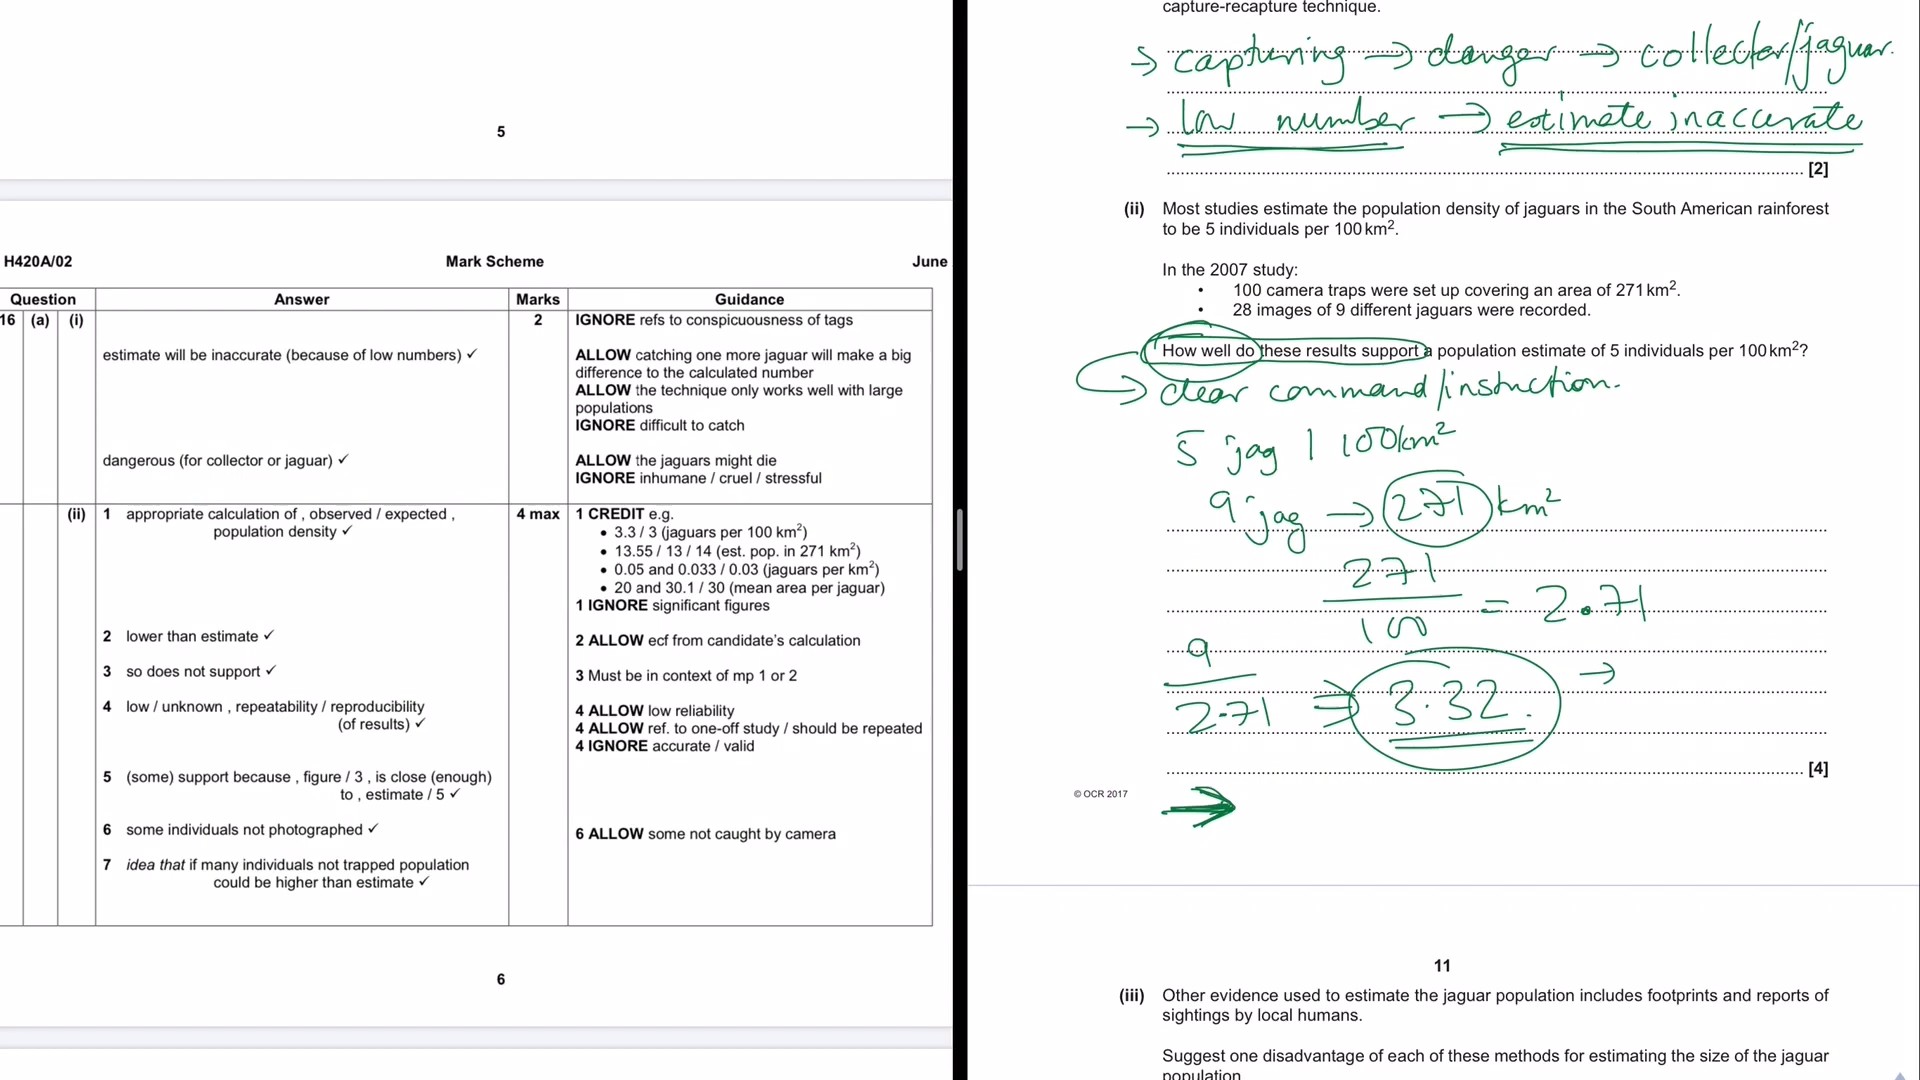 5
H420A/02 Mark Scheme June
Question Answer Marks Guidance
16 (a) (i) 2 IGNORE refs to conspicuousness of tags
estimate will be inaccurate (because of low numbers) ✓ ALLOW catching one more jaguar will make a big
difference to the calculated number
ALLOW the technique only works well with large
populations
IGNORE difficult to catch
dangerous (for collector or jaguar) ✓ ALLOW the jaguars might die
IGNORE inhumane / cruel / stressful
(ii) 1 appropriate calculation of , observed / expected , 4 max 1 CREDIT e.g.
population density ✓ • 3.3 / 3 (jaguars per 100 km²)
• 13.55 / 13 / 14 (est. pop. in 271 km²)
• 0.05 and 0.033 / 0.03 (jaguars per km²)
• 20 and 30.1 / 30 (mean area per jaguar)
1 IGNORE significant figures
2 lower than estimate ✓ 2 ALLOW ecf from candidate's calculation
3 so does not support ✓ 3 Must be in context of mp 1 or 2
4 low / unknown , repeatability / reproducibility 4 ALLOW low reliability
(of results) ✓ 4 ALLOW ref. to one-off study / should be repeated
4 IGNORE accurate / valid
5 (some) support because , figure / 3 , is close (enough)
to , estimate / 5 ✓
6 some individuals not photographed ✓ 6 ALLOW some not caught by camera
7 idea that if many individuals not trapped population
could be higher than estimate ✓
6
capture-recapture technique.
→ capturing → danger → collector/jaguar.
→ low number → estimate inaccurate
[2]
(ii) Most studies estimate the population density of jaguars in the South American rainforest
to be 5 individuals per 100 km².
In the 2007 study:
• 100 camera traps were set up covering an area of 271 km².
• 28 images of 9 different jaguars were recorded.
How well do these results support a population estimate of 5 individuals per 100 km²?
→ clear command/instruction.
5 jag | 100km²
9 jag → 271 km²
271
= 2.71
100
9
2.71 ⇒ 3.32. →
[4]
© OCR 2017
→
11
(iii) Other evidence used to estimate the jaguar population includes footprints and reports of
sightings by local humans.
Suggest one disadvantage of each of these methods for estimating the size of the jaguar
population.